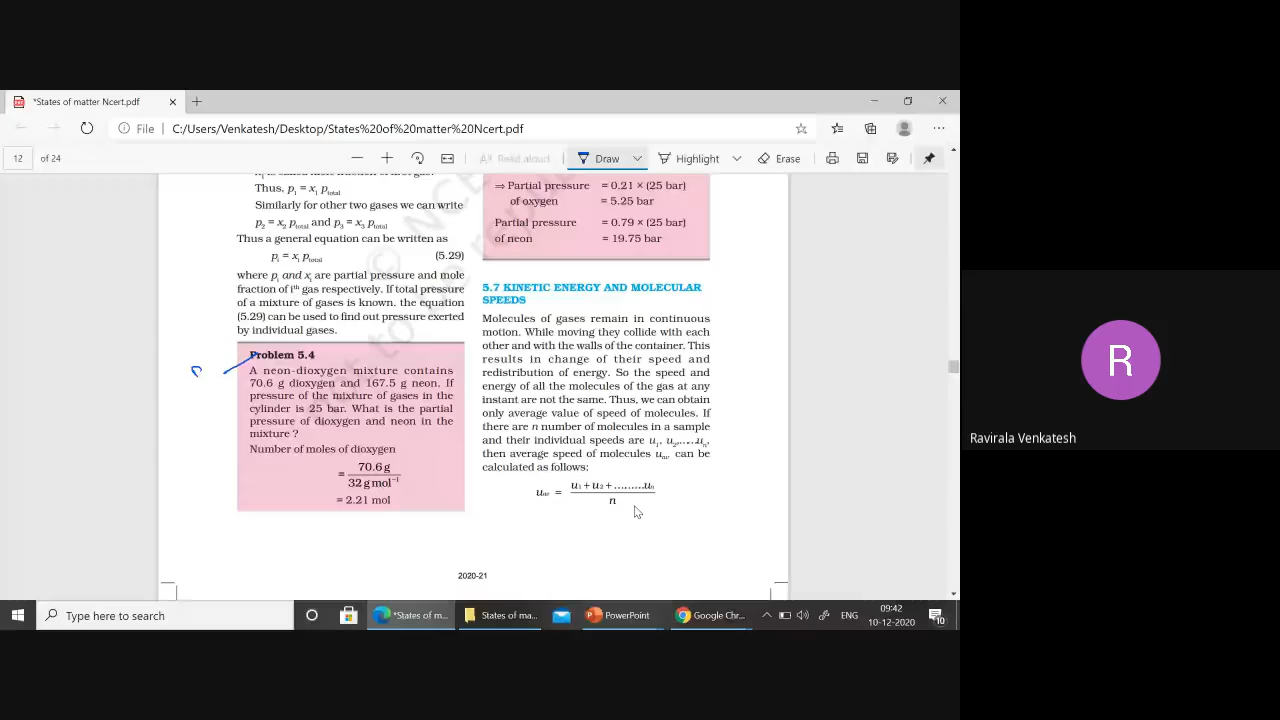 *States of matter Ncert.pdf
File
C:/Users/Venkatesh/Desktop/States%20of%20matter%20Ncert.pdf
12 of 24
Read aloud
Draw
Highlight
Erase
Thus, p1 = x1 ptotal
Similarly for other two gases we can write
p2 = x2 ptotal and p3 = x3 ptotal
Thus a general equation can be written as
pi = xi ptotal (5.29)
where pi and xi are partial pressure and mole
fraction of ith gas respectively. If total pressure
of a mixture of gases is known, the equation
(5.29) can be used to find out pressure exerted
by individual gases.
Problem 5.4
A neon-dioxygen mixture contains
70.6 g dioxygen and 167.5 g neon. If
pressure of the mixture of gases in the
cylinder is 25 bar. What is the partial
pressure of dioxygen and neon in the
mixture ?
Number of moles of dioxygen
= 70.6 g
32 g mol–1
= 2.21 mol
⇒ Partial pressure = 0.21 × (25 bar)
of oxygen = 5.25 bar
Partial pressure = 0.79 × (25 bar)
of neon = 19.75 bar
5.7 KINETIC ENERGY AND MOLECULAR
SPEEDS
Molecules of gases remain in continuous
motion. While moving they collide with each
other and with the walls of the container. This
results in change of their speed and
redistribution of energy. So the speed and
energy of all the molecules of the gas at any
instant are not the same. Thus, we can obtain
only average value of speed of molecules. If
there are n number of molecules in a sample
and their individual speeds are u1, u2,…...un,
then average speed of molecules uav can be
calculated as follows:
uav = u1 + u2 + .........un
n
2020-21
R
Ravirala Venkatesh
Type here to search
*States of m...
States of ma...
PowerPoint
Google Chr...
ENG
09:42
10-12-2020
10